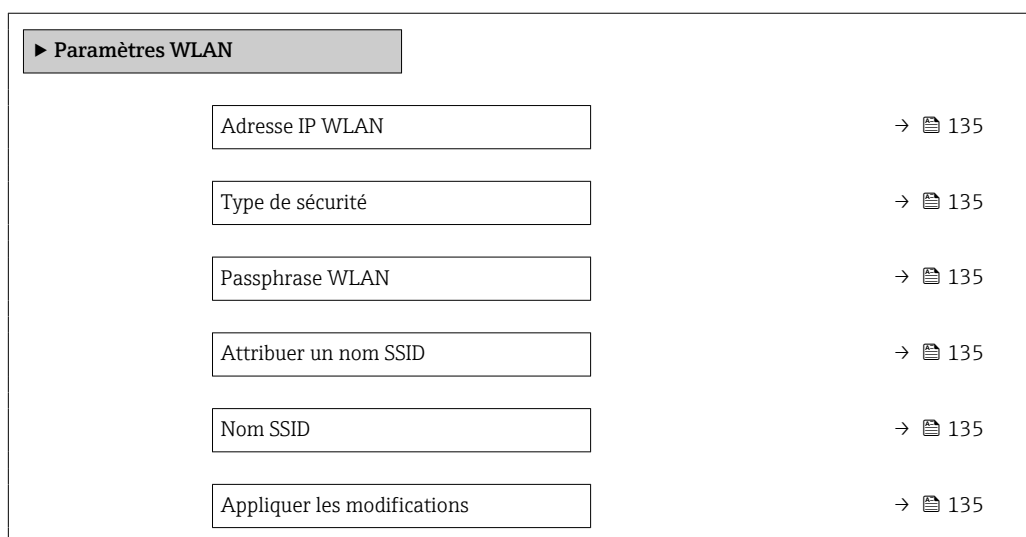 ▶ Paramètres WLAN
Adresse IP WLAN → 135
Type de sécurité → 135
Passphrase WLAN → 135
Attribuer un nom SSID → 135
Nom SSID → 135
Appliquer les modifications → 135